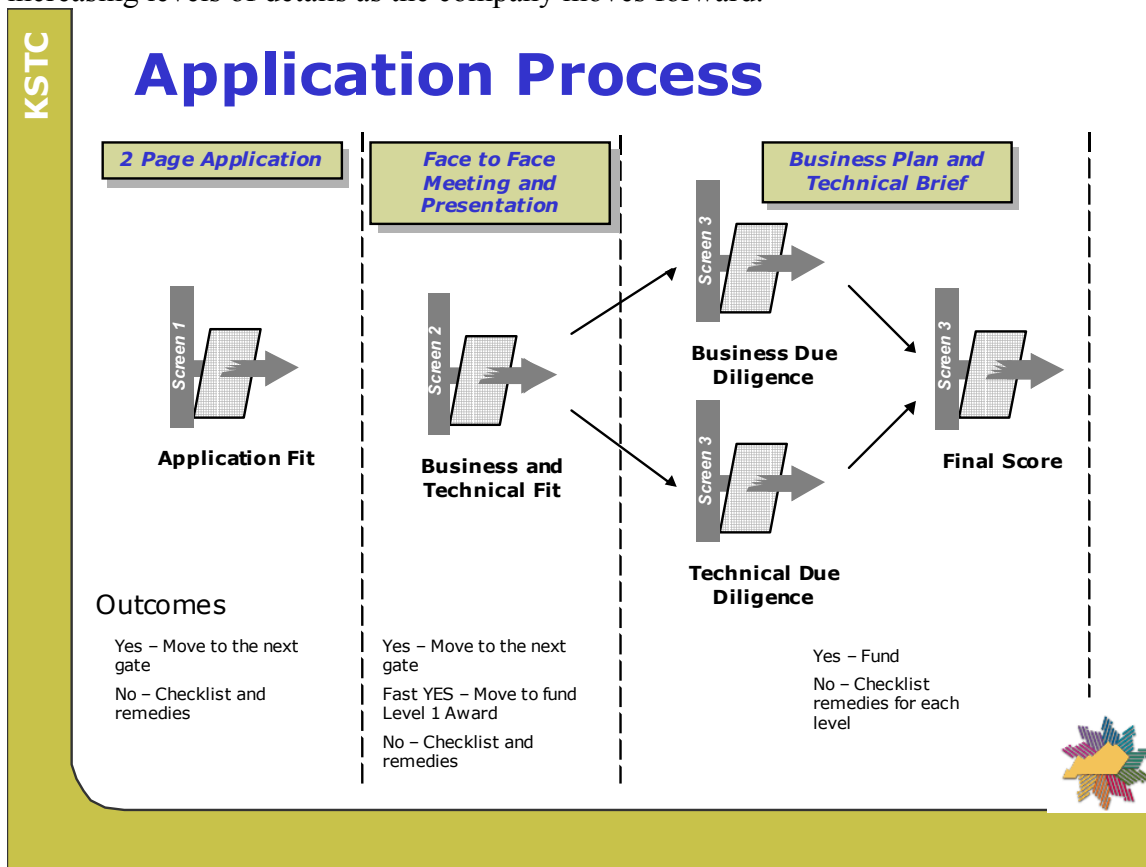 increasing levels of details as the company moves forward.
KSTC
Application Process
2 Page Application
Face to Face
Meeting and
Presentation
Business Plan and
Technical Brief
Screen 1
Application Fit
Screen 2
Business and
Technical Fit
Screen 3
Business Due
Diligence
Screen 3
Technical Due
Diligence
Screen 3
Final Score
Outcomes
Yes – Move to the next
gate
No – Checklist and
remedies
Yes – Move to the next
gate
Fast YES – Move to fund
Level 1 Award
No – Checklist and
remedies
Yes – Fund
No – Checklist
remedies for each
level